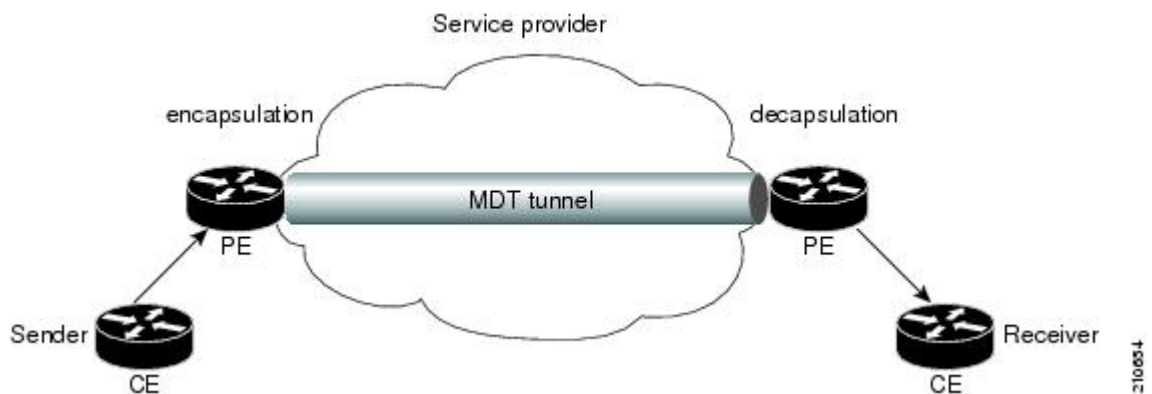 Service provider
encapsulation
decapsulation
MDT tunnel
PE
PE
Sender
Receiver
CE
CE
210654